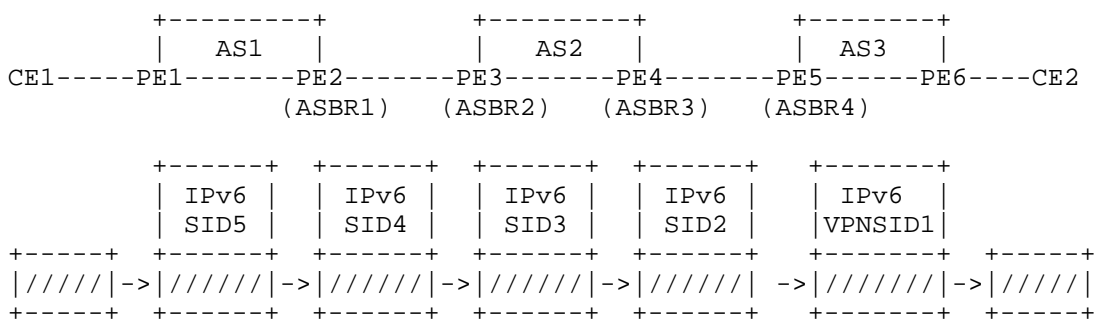 AS1 AS2 AS3
CE1-----PE1-------PE2-------PE3-------PE4-------PE5------PE6----CE2
(ASBR1) (ASBR2) (ASBR3) (ASBR4)
IPv6 IPv6 IPv6 IPv6 IPv6
SID5 SID4 SID3 SID2 VPNSID1